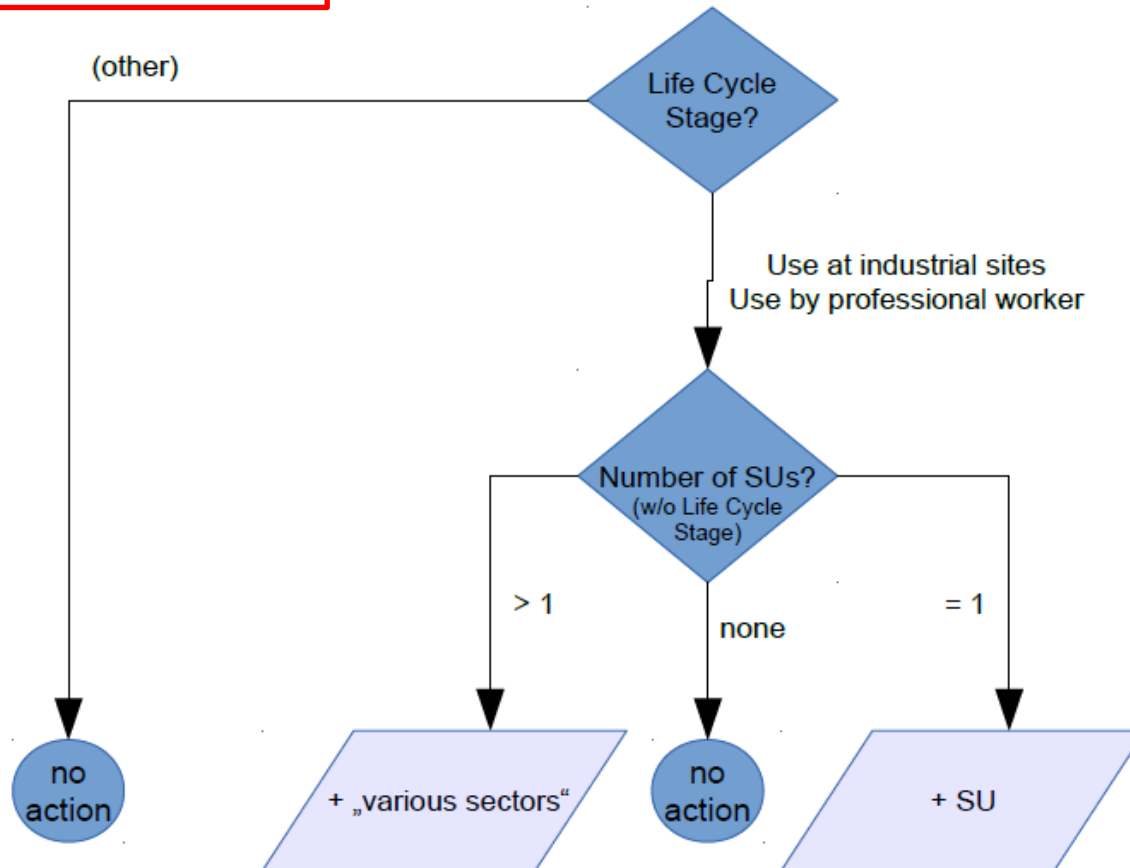 (other)
Life Cycle
Stage?
Use at industrial sites
Use by professional worker
Number of SUs?
(w/o Life Cycle
Stage)
> 1
none
= 1
no
action
+ „various sectors“
no
action
+ SU